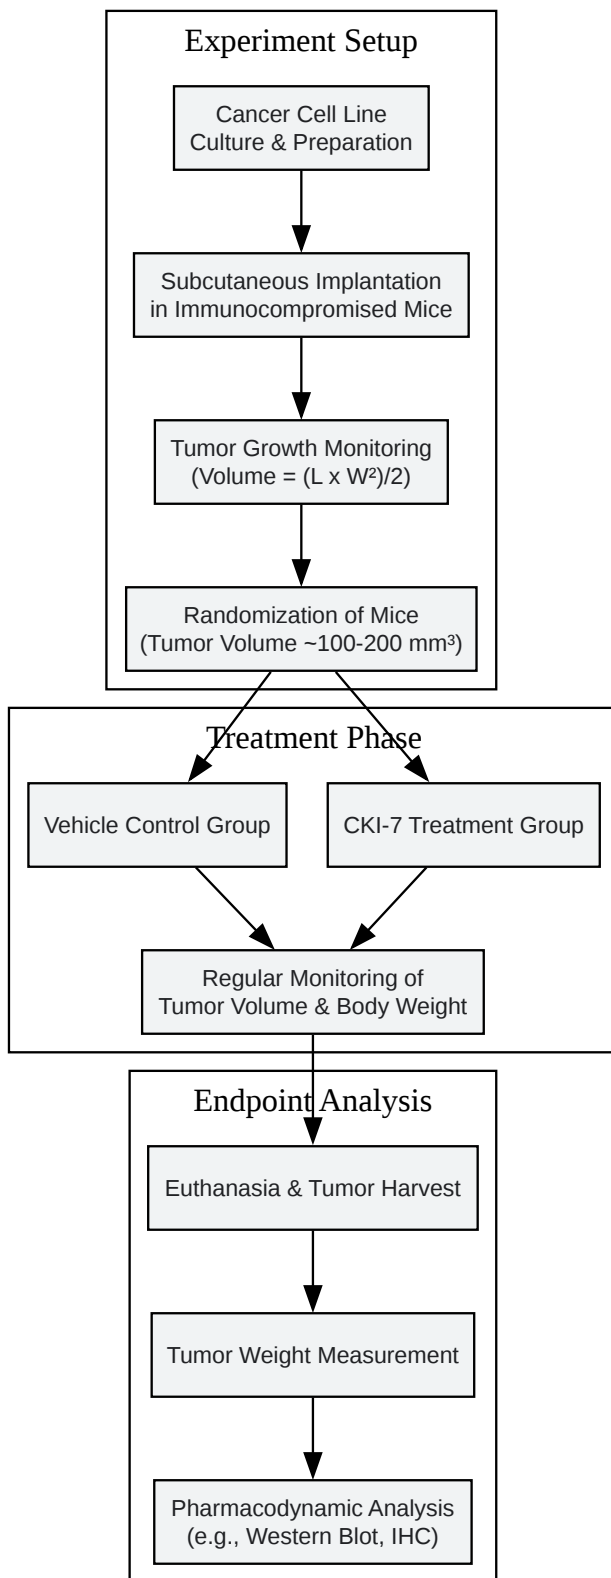 Experiment Setup
Cancer Cell Line
Culture & Preparation
Subcutaneous Implantation
in Immunocompromised Mice
Tumor Growth Monitoring
(Volume = (L x W²)/2)
Randomization of Mice
(Tumor Volume ~100-200 mm³)
Treatment Phase
Vehicle Control Group
CKI-7 Treatment Group
Regular Monitoring of
Tumor Volume & Body Weight
Endpoint Analysis
Euthanasia & Tumor Harvest
Tumor Weight Measurement
Pharmacodynamic Analysis
(e.g., Western Blot, IHC)